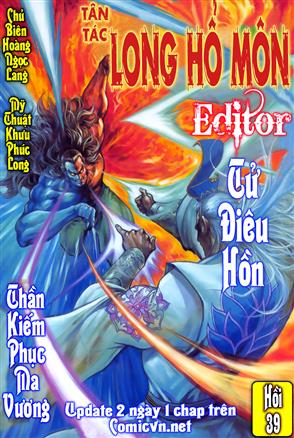 Chủ
Biên
Hoàng
Ngọc
Lang
Mỹ
Thuật
Khưu
Phúc
Long
TÂN
TÁC
LONG HỔ MÔN
Editor
Tử
Điêu
Hồn
Thần
Kiếm
Phục
Ma
Vương
Update 2 ngày 1 chap trên
Comicvn.net
Hồi
39